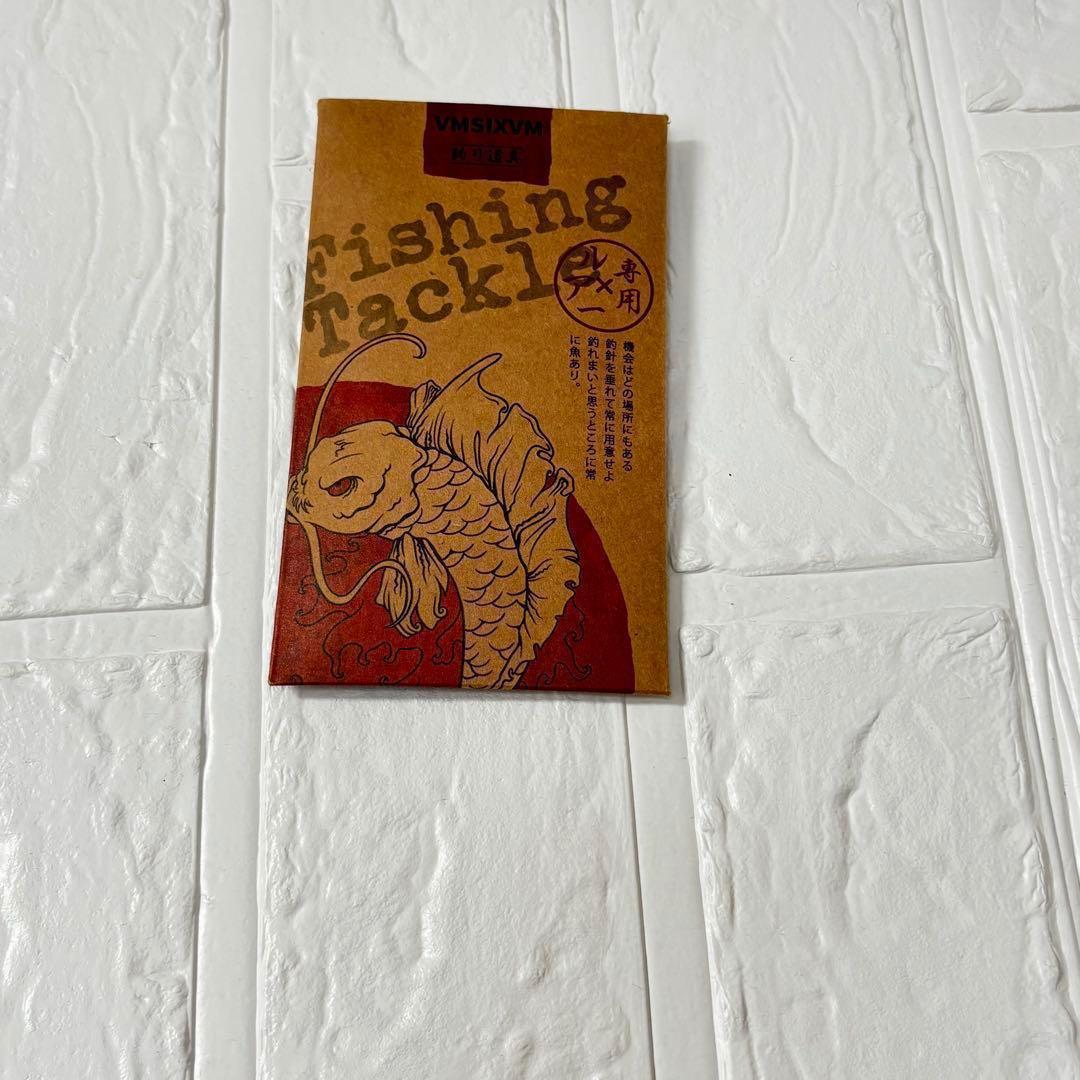 VMSIXVM
釣り道具
Fishing
Tackle
専用
×
ルアー
機会はどの場所にもある
釣針を垂れて常に用意せよ
釣れまいと思うところに常
に魚あり。